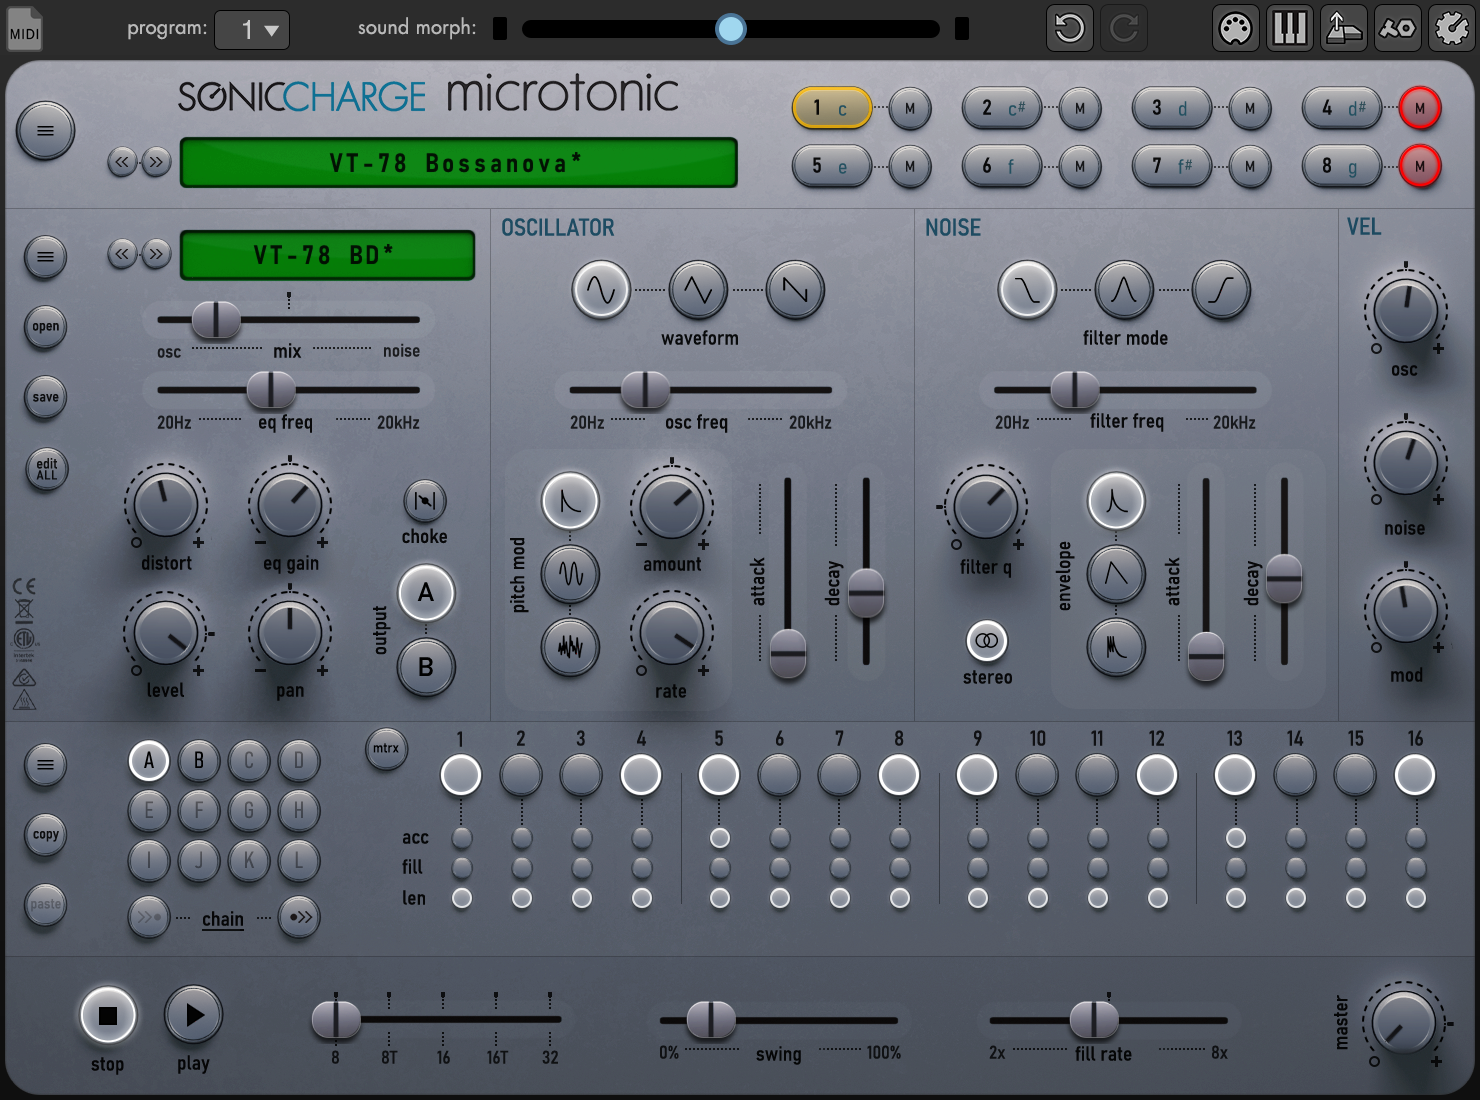 MIDI program: 1 sound morph:
SONICCHARGE microtonic
1 c M 2 c# M 3 d M 4 d# M
VT-78 Bossanova*
5 e M 6 f M 7 f# M 8 g M
OSCILLATOR NOISE VEL
VT-78 BD*
open
osc mix noise
waveform
filter mode
osc
save
20Hz eq freq 20kHz
20Hz osc freq 20kHz
20Hz filter freq 20kHz
edit
ALL
choke
distort eq gain
pitch mod
amount
attack
decay
filter q
envelope
attack
decay
noise
output
A
B
level pan
rate
stereo
mod
CE
mtrx
1 2 3 4 5 6 7 8 9 10 11 12 13 14 15 16
A B C D
E F G H
I J K L
copy
acc
fill
len
paste
chain
stop play
8 8T 16 16T 32
0% swing 100%
2x fill rate 8x
master